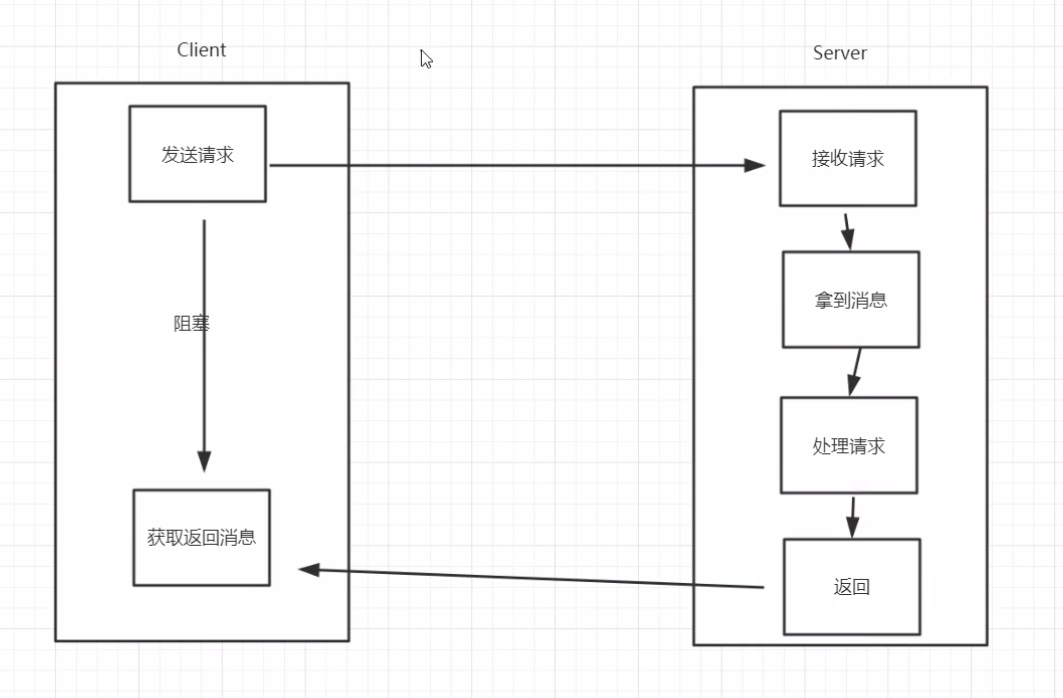 Client
Server
发送请求
接收请求
拿到消息
阻塞
处理请求
获取返回消息
返回